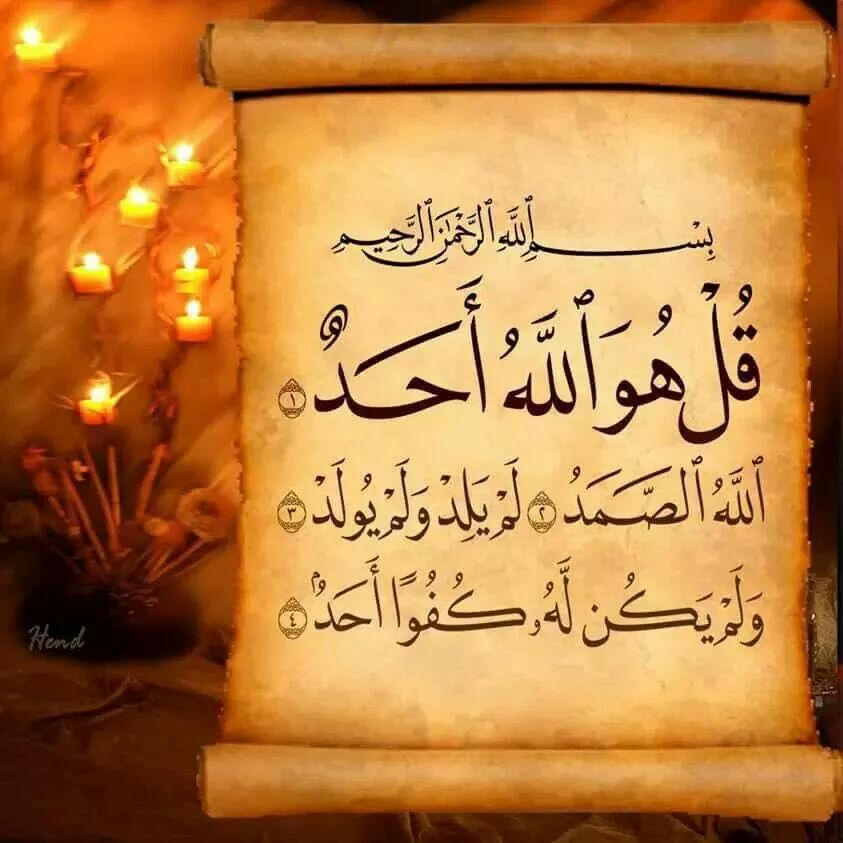 بِسْمِ ٱللَّهِ ٱلرَّحْمَٰنِ ٱلرَّحِيمِ
قُلْ هُوَ ٱللَّهُ أَحَدٌ ١
ٱللَّهُ ٱلصَّمَدُ ٢ لَمْ يَلِدْ وَلَمْ يُولَدْ ٣
وَلَمْ يَكُن لَّهُۥ كُفُوًا أَحَدٌۢ ٤
Hend